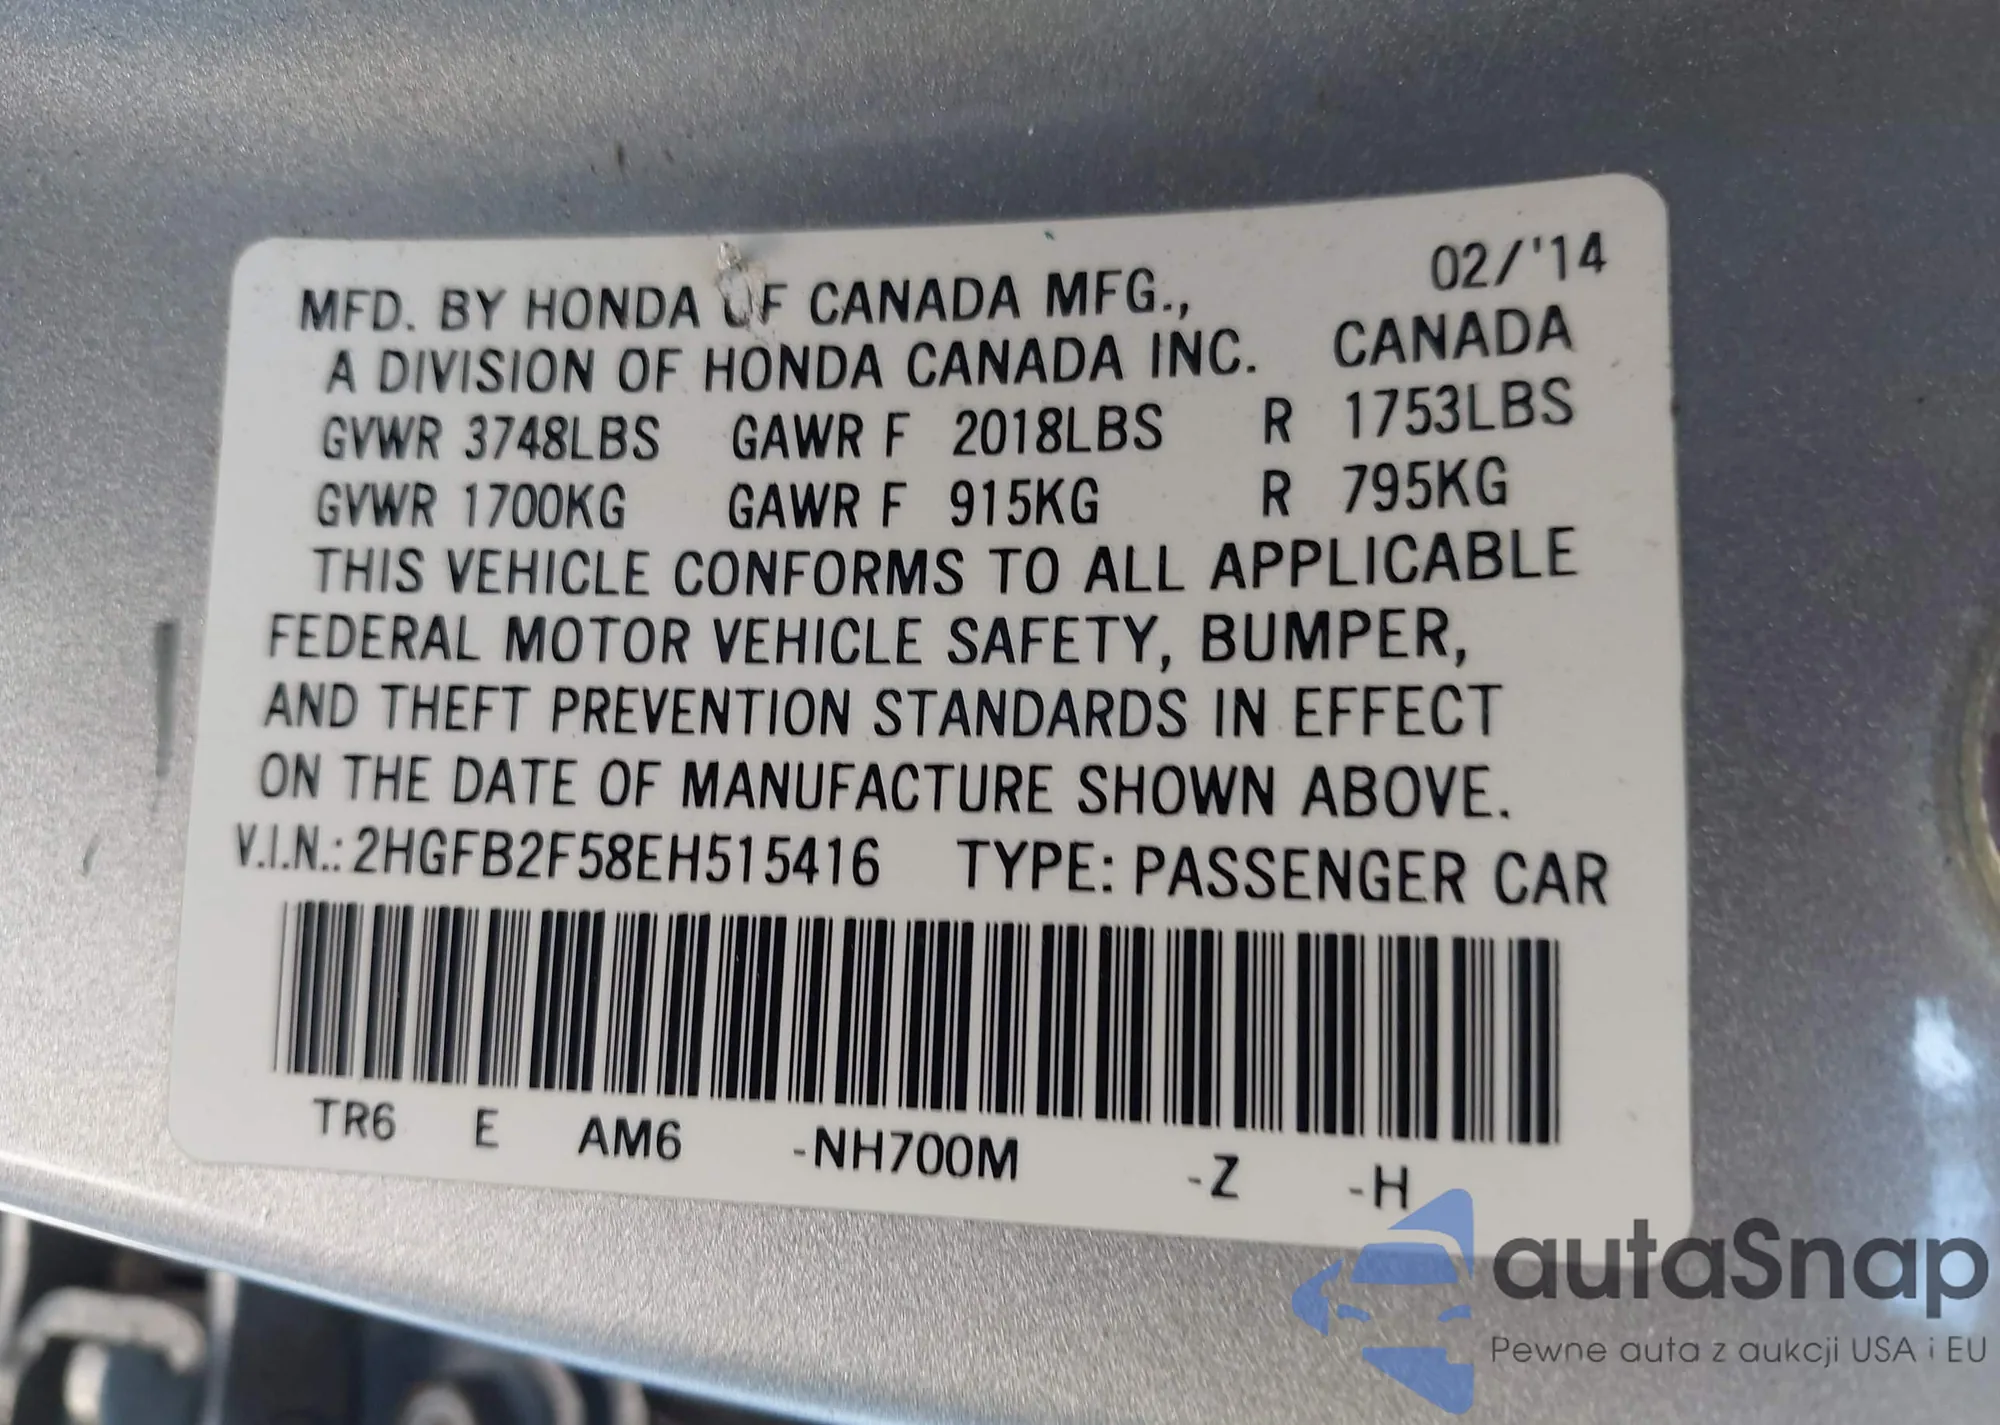 02/'14
MFD. BY HONDA OF CANADA MFG.,
A DIVISION OF HONDA CANADA INC. CANADA
GVWR 3748LBS GAWR F 2018LBS R 1753LBS
GVWR 1700KG GAWR F 915KG R 795KG
THIS VEHICLE CONFORMS TO ALL APPLICABLE
FEDERAL MOTOR VEHICLE SAFETY, BUMPER,
AND THEFT PREVENTION STANDARDS IN EFFECT
ON THE DATE OF MANUFACTURE SHOWN ABOVE.
V.I.N.: 2HGFB2F58EH515416 TYPE: PASSENGER CAR
TR6 E AM6 -NH700M -Z -H
autaSnap
Pewne auta z aukcji USA i EU